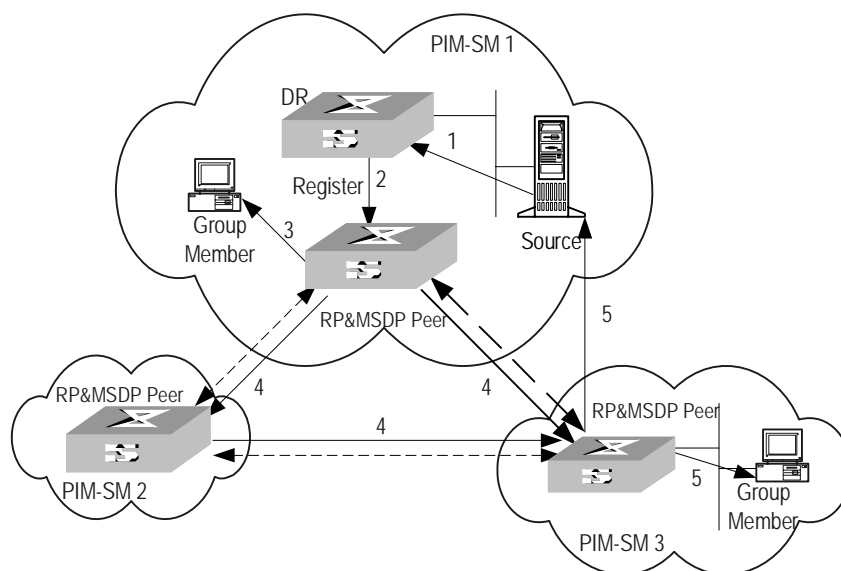 PIM-SM 1
DR
1
Register
2
Group
Member
3
Source
RP&MSDP Peer
5
4
4
RP&MSDP Peer
RP&MSDP Peer
4
PIM-SM 2
5
Group
Member
PIM-SM 3